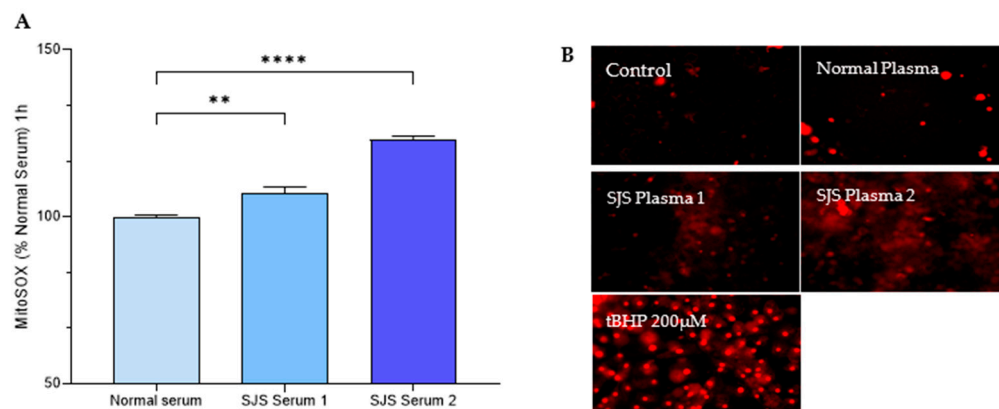 A
150
100
50
MitoSOX (% Normal Serum) 1h
****
**
Normal serum
SJS Serum 1
SJS Serum 2
B
Control
Normal Plasma
SJS Plasma 1
SJS Plasma 2
tBHP 200µM